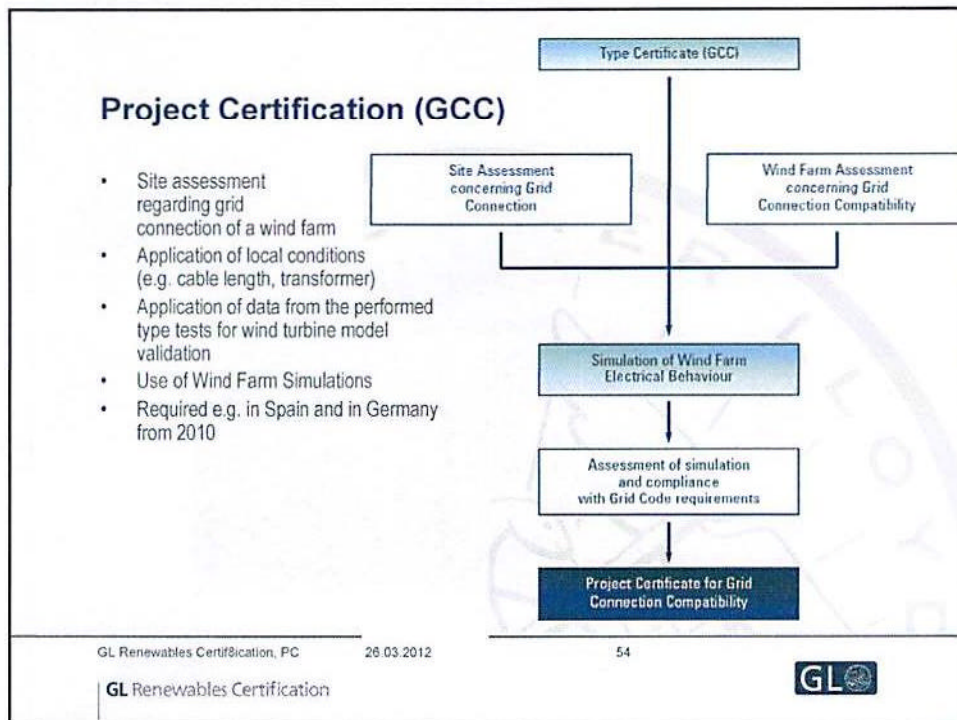 Project Certification (GCC)
• Site assessment
regarding grid
connection of a wind farm
• Application of local conditions
(e.g. cable length, transformer)
• Application of data from the performed
type tests for wind turbine model
validation
• Use of Wind Farm Simulations
• Required e.g. in Spain and in Germany
from 2010
Type Certificate (GCC)
Site Assessment
concerning Grid
Connection
Wind Farm Assessment
concerning Grid
Connection Compatibility
Simulation of Wind Farm
Electrical Behaviour
Assessment of simulation
and compliance
with Grid Code requirements
Project Certificate for Grid
Connection Compatibility
GL Renewables Certif8ication, PC 26.03.2012 54
GL Renewables Certification
GL